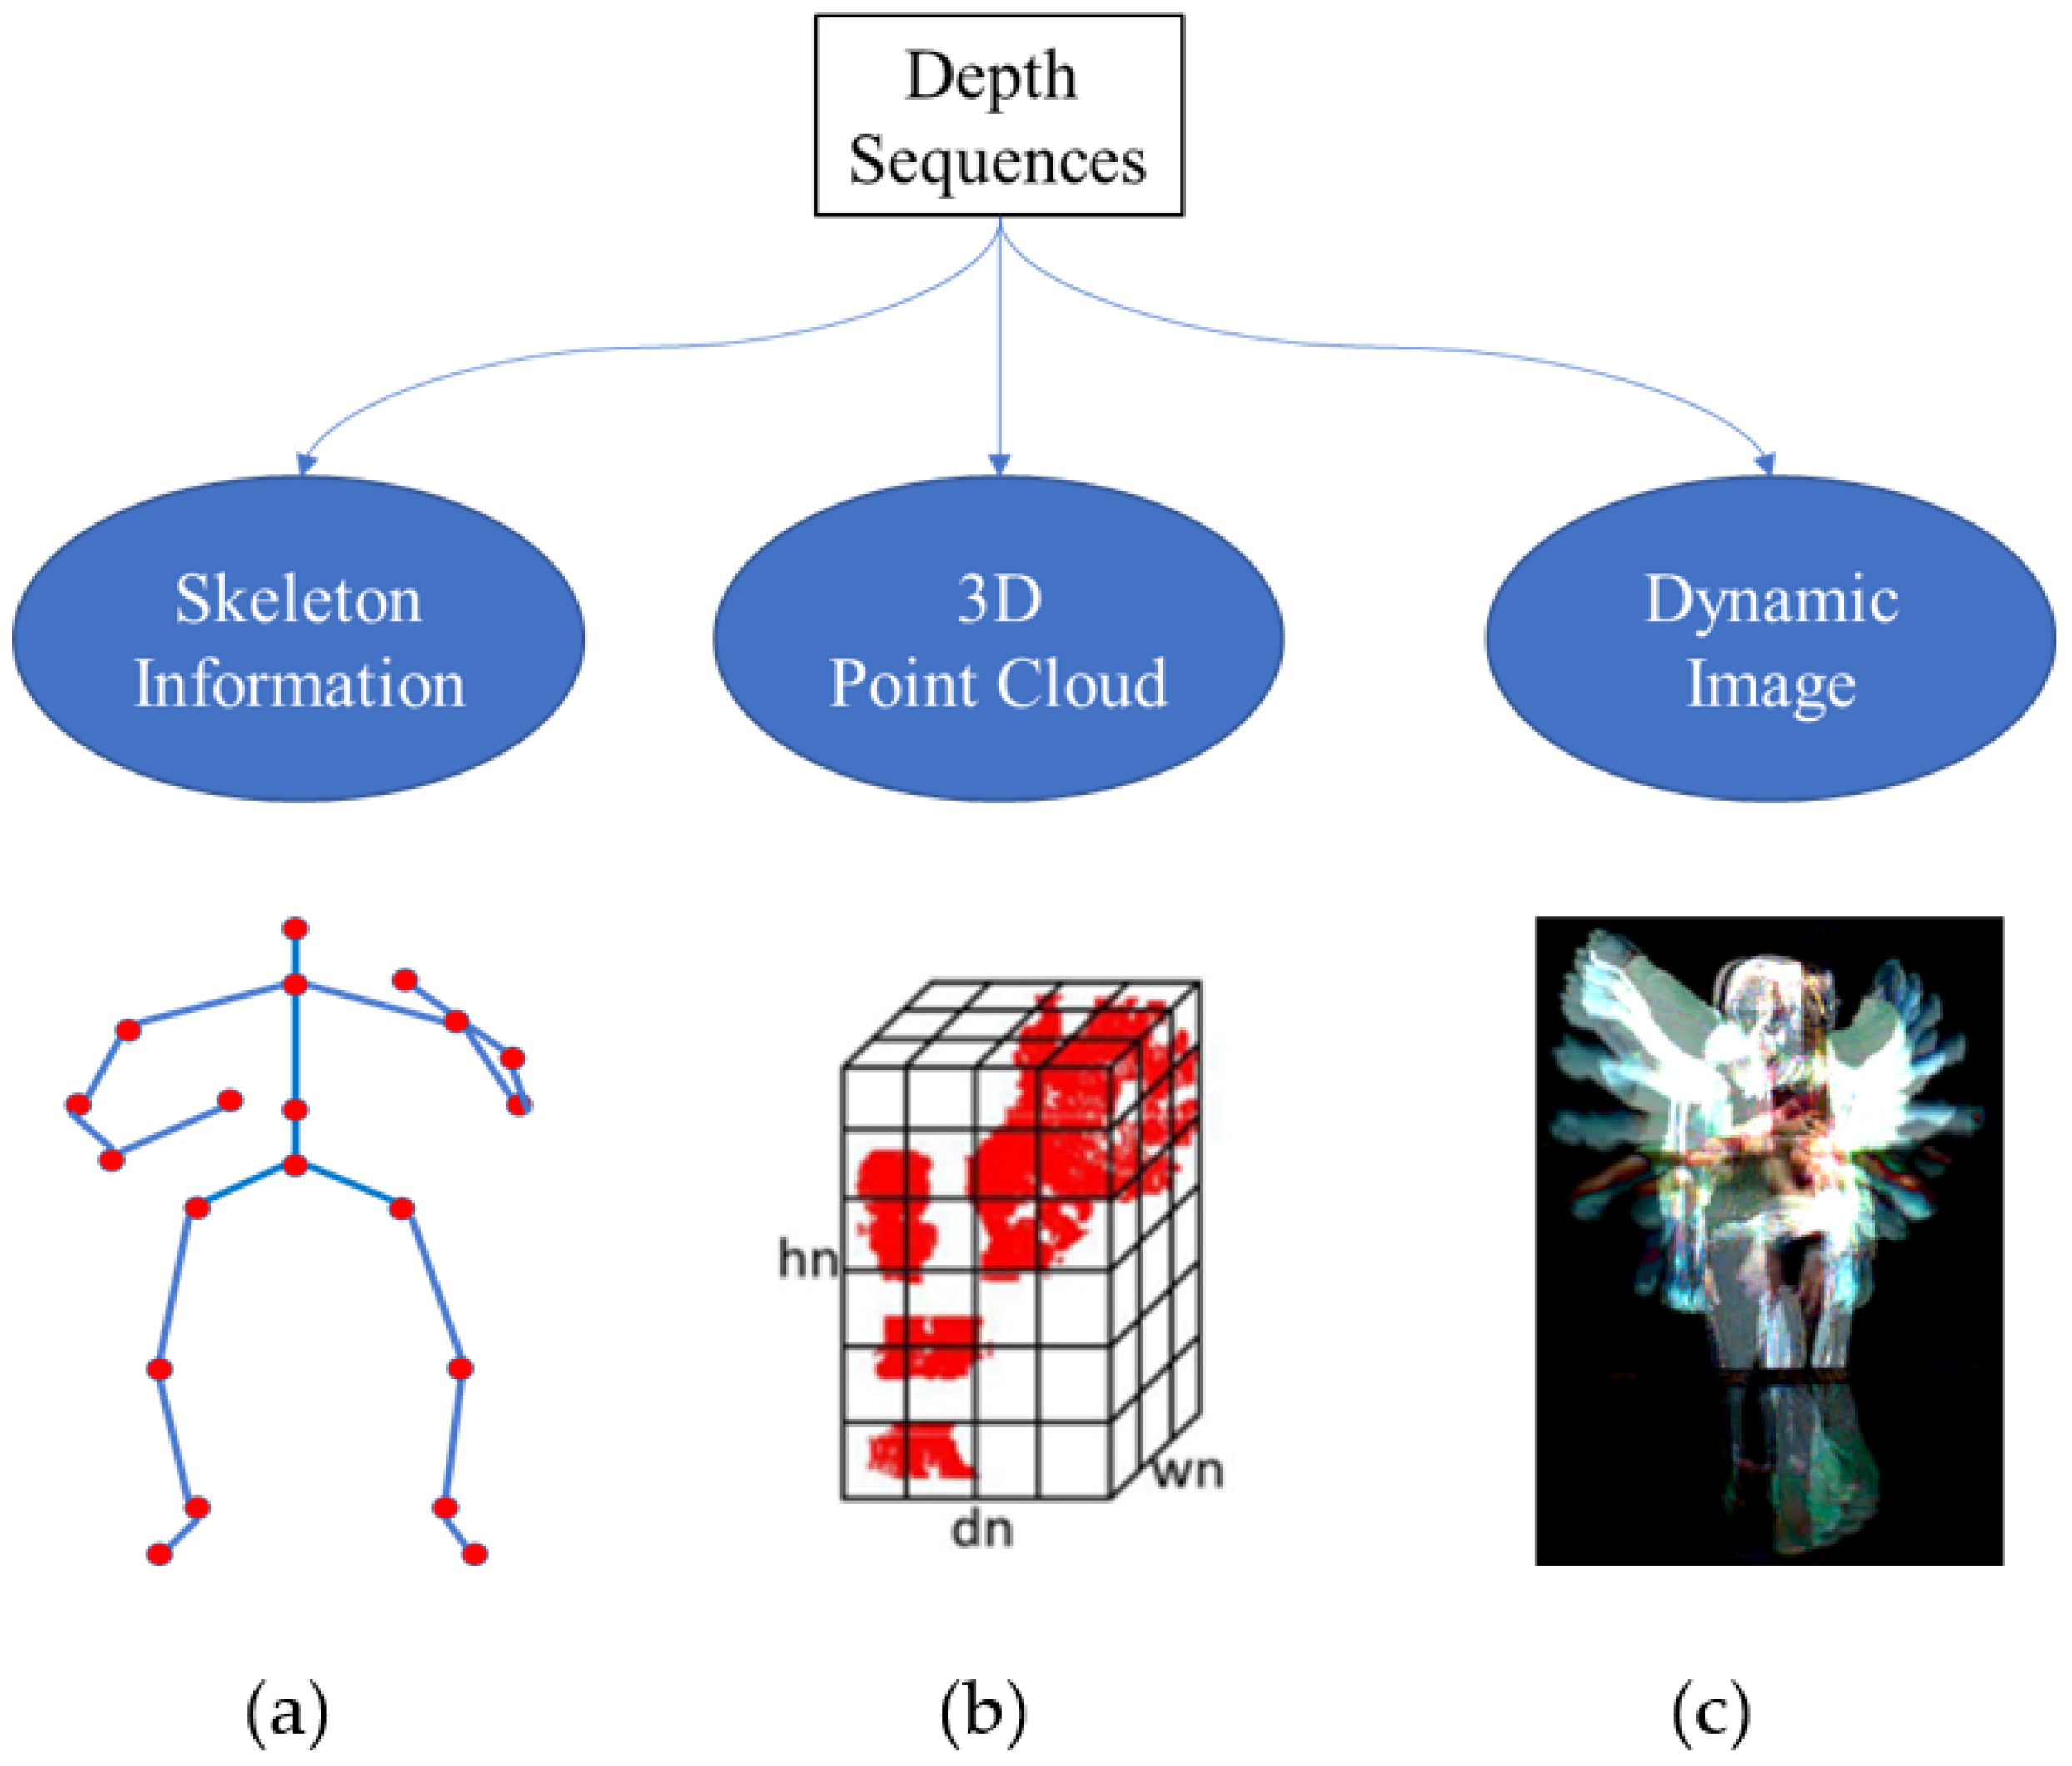 Depth
Sequences
Skeleton
Information
3D
Point Cloud
Dynamic
Image
hn
wn
dn
(a)
(b)
(c)